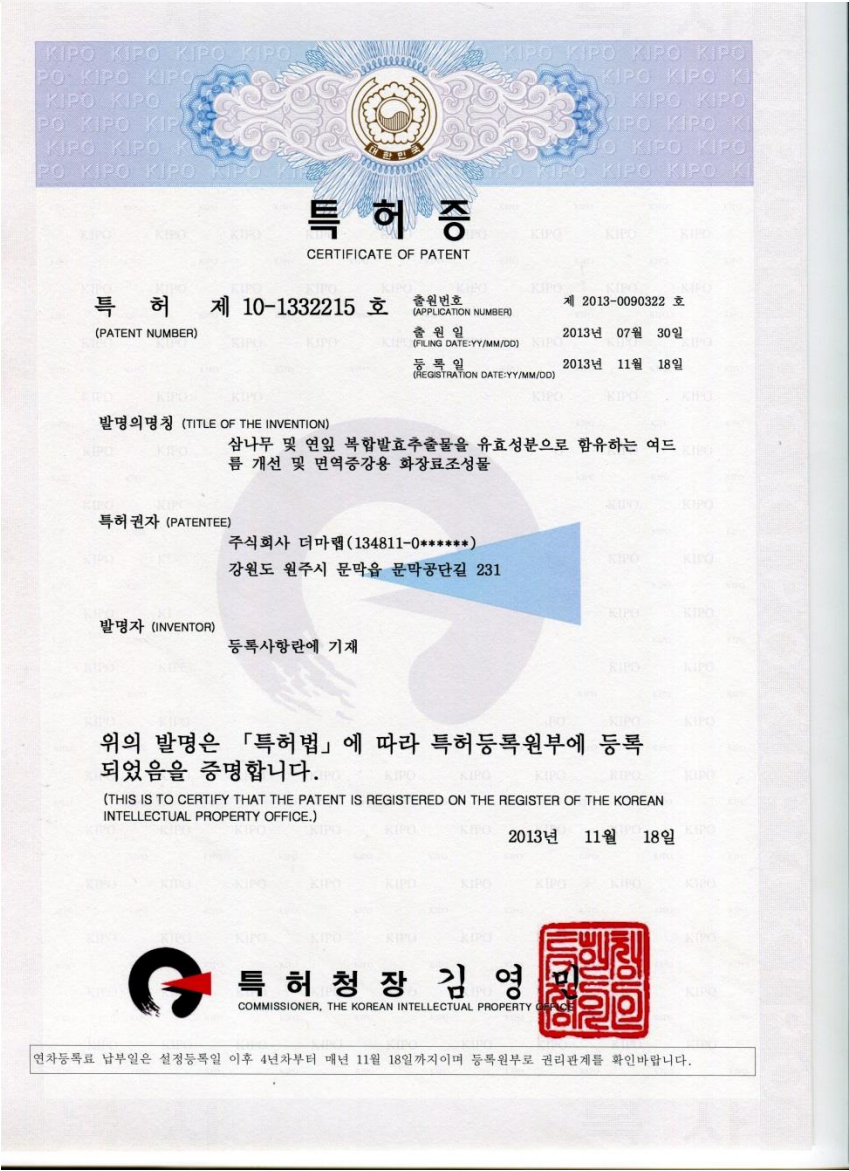 대한민국
특허증
CERTIFICATE OF PATENT
특 허 제 10-1332215 호
(PATENT NUMBER)
출원번호 제 2013-0090322 호
(APPLICATION NUMBER)
출원일 2013년 07월 30일
(FILING DATE:YY/MM/DD)
등록일 2013년 11월 18일
(REGISTRATION DATE:YY/MM/DD)
발명의명칭 (TITLE OF THE INVENTION)
삼나무 및 연잎 복합발효추출물을 유효성분으로 함유하는 여드
름 개선 및 면역증강용 화장료조성물
특허권자 (PATENTEE)
주식회사 더마랩(134811-0******)
강원도 원주시 문막읍 문막공단길 231
발명자 (INVENTOR)
등록사항란에 기재
위의 발명은 「특허법」에 따라 특허등록원부에 등록
되었음을 증명합니다.
(THIS IS TO CERTIFY THAT THE PATENT IS REGISTERED ON THE REGISTER OF THE KOREAN
INTELLECTUAL PROPERTY OFFICE.)
2013년 11월 18일
특허청장 김영민
COMMISSIONER, THE KOREAN INTELLECTUAL PROPERTY OFFICE
연차등록료 납부일은 설정등록일 이후 4년차부터 매년 11월 18일까지이며 등록원부로 권리관계를 확인바랍니다.